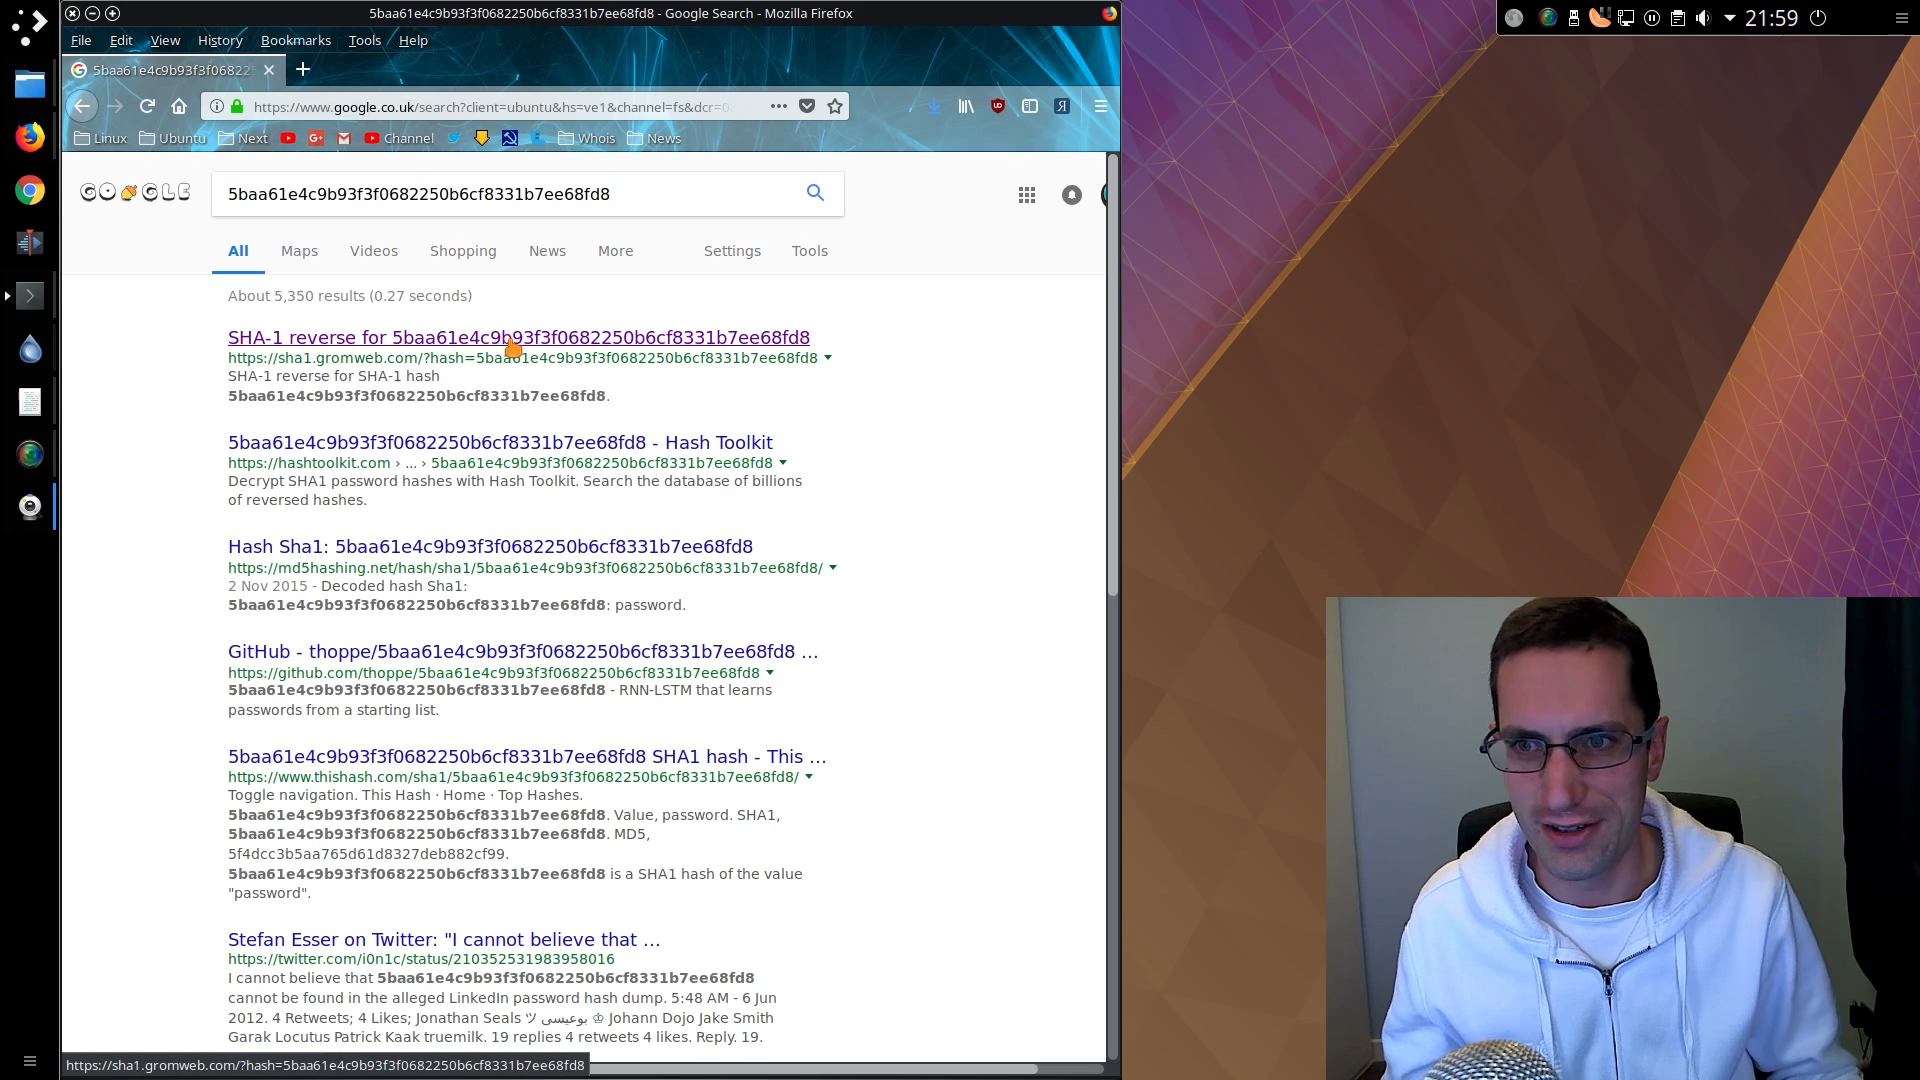 5baa61e4c9b93f3f0682250b6cf8331b7ee68fd8 - Google Search - Mozilla Firefox
21:59
File Edit View History Bookmarks Tools Help
5baa61e4c9b93f3f06822
https://www.google.co.uk/search?client=ubuntu&hs=ve1&channel=fs&dcr=0
Linux Ubuntu Next Channel Whois News
GOOGLE
5baa61e4c9b93f3f0682250b6cf8331b7ee68fd8
All Maps Videos Shopping News More Settings Tools
About 5,350 results (0.27 seconds)
SHA-1 reverse for 5baa61e4c9b93f3f0682250b6cf8331b7ee68fd8
https://sha1.gromweb.com/?hash=5baa61e4c9b93f3f0682250b6cf8331b7ee68fd8
SHA-1 reverse for SHA-1 hash
5baa61e4c9b93f3f0682250b6cf8331b7ee68fd8.
5baa61e4c9b93f3f0682250b6cf8331b7ee68fd8 - Hash Toolkit
https://hashtoolkit.com › ... › 5baa61e4c9b93f3f0682250b6cf8331b7ee68fd8
Decrypt SHA1 password hashes with Hash Toolkit. Search the database of billions
of reversed hashes.
Hash Sha1: 5baa61e4c9b93f3f0682250b6cf8331b7ee68fd8
https://md5hashing.net/hash/sha1/5baa61e4c9b93f3f0682250b6cf8331b7ee68fd8/
2 Nov 2015 - Decoded hash Sha1:
5baa61e4c9b93f3f0682250b6cf8331b7ee68fd8: password.
GitHub - thoppe/5baa61e4c9b93f3f0682250b6cf8331b7ee68fd8 ...
https://github.com/thoppe/5baa61e4c9b93f3f0682250b6cf8331b7ee68fd8
5baa61e4c9b93f3f0682250b6cf8331b7ee68fd8 - RNN-LSTM that learns
passwords from a starting list.
5baa61e4c9b93f3f0682250b6cf8331b7ee68fd8 SHA1 hash - This ...
https://www.thishash.com/sha1/5baa61e4c9b93f3f0682250b6cf8331b7ee68fd8/
Toggle navigation. This Hash · Home · Top Hashes.
5baa61e4c9b93f3f0682250b6cf8331b7ee68fd8. Value, password. SHA1,
5baa61e4c9b93f3f0682250b6cf8331b7ee68fd8. MD5,
5f4dcc3b5aa765d61d8327deb882cf99.
5baa61e4c9b93f3f0682250b6cf8331b7ee68fd8 is a SHA1 hash of the value
"password".
Stefan Esser on Twitter: "I cannot believe that ...
https://twitter.com/i0n1c/status/210352531983958016
I cannot believe that 5baa61e4c9b93f3f0682250b6cf8331b7ee68fd8
cannot be found in the alleged LinkedIn password hash dump. 5:48 AM - 6 Jun
2012. 4 Retweets; 4 Likes; Jonathan Seals ツ بوعيسى ♔ Johann Dojo Jake Smith
Garak Locutus Patrick Kaak truemilk. 19 replies 4 retweets 4 likes. Reply. 19.
https://sha1.gromweb.com/?hash=5baa61e4c9b93f3f0682250b6cf8331b7ee68fd8